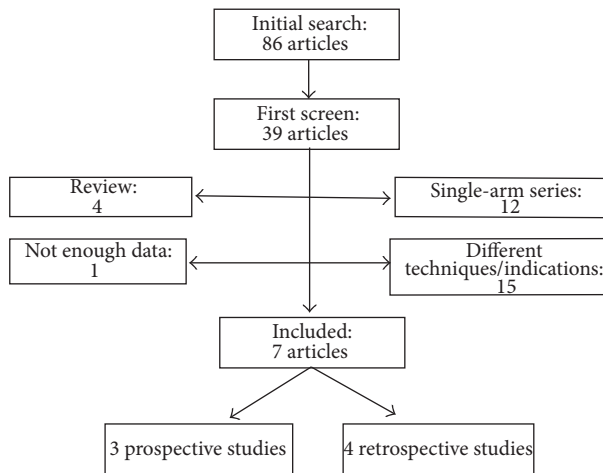 Initial search:
86 articles
First screen:
39 articles
Review:
4
Single-arm series:
12
Not enough data:
1
Different
techniques/indications:
15
Included:
7 articles
3 prospective studies
4 retrospective studies